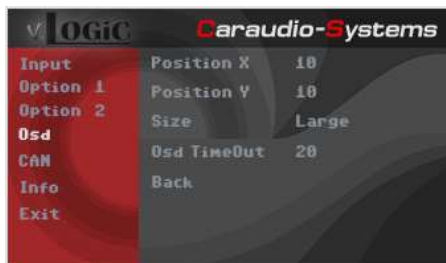 v.LOGiC Caraudio-Systems
Input
Option 1
Option 2
Osd
CAN
Info
Exit
Position X 10
Position Y 10
Size Large
Osd TimeOut 20
Back